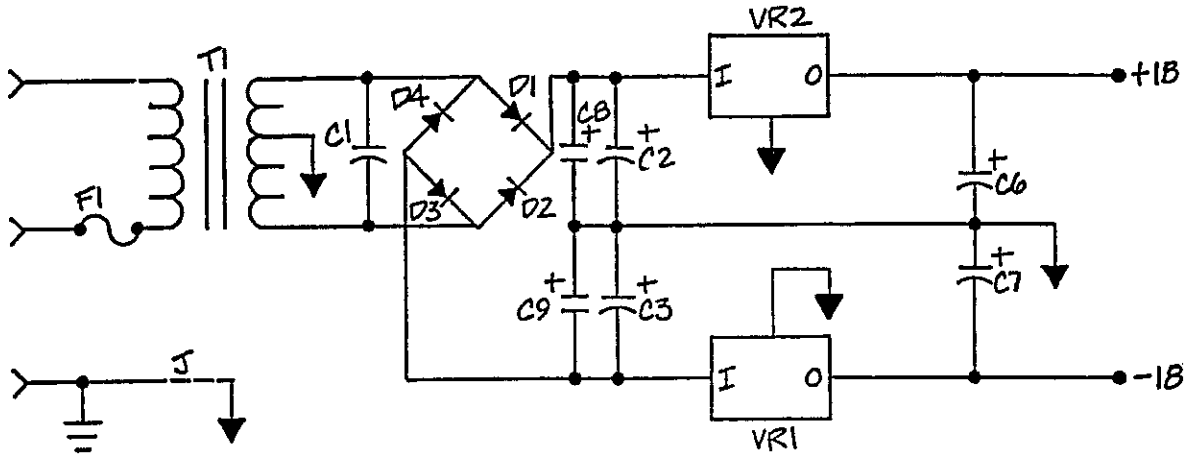 VR2
T1
I
O
+18
D4
D1
C8
+
+
C2
C1
+
C6
F1
D3
D2
+
C7
+
C9
+
C3
J
I
O
-18
VR1